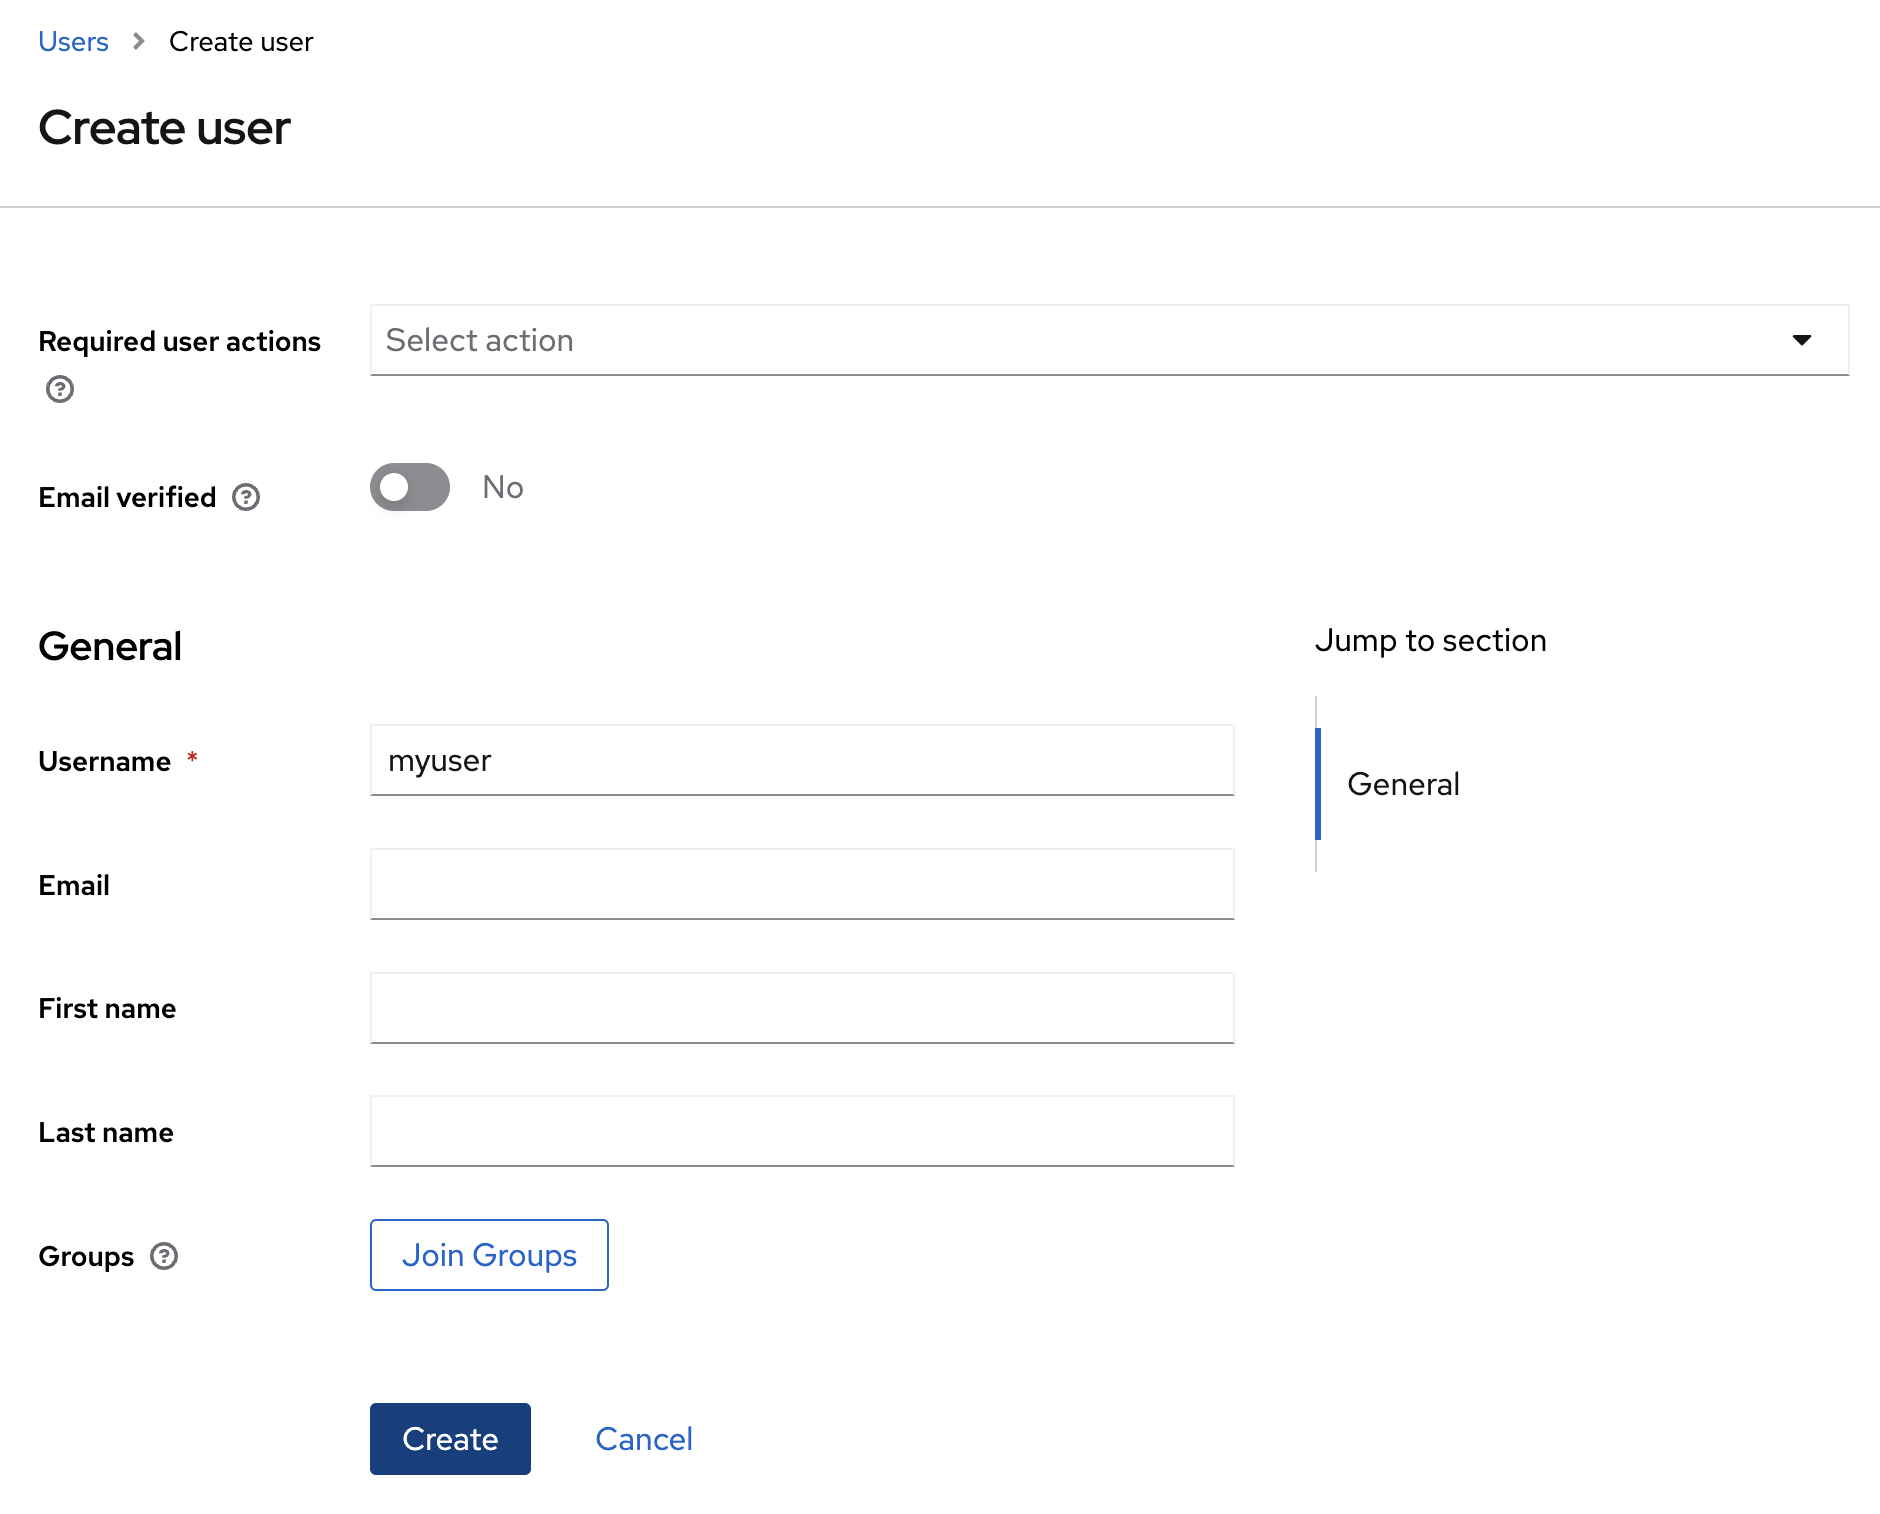 Users > Create user
Create user
Required user actions
Select action
Email verified
No
General
Jump to section
General
Username *
myuser
Email
First name
Last name
Groups
Join Groups
Create
Cancel